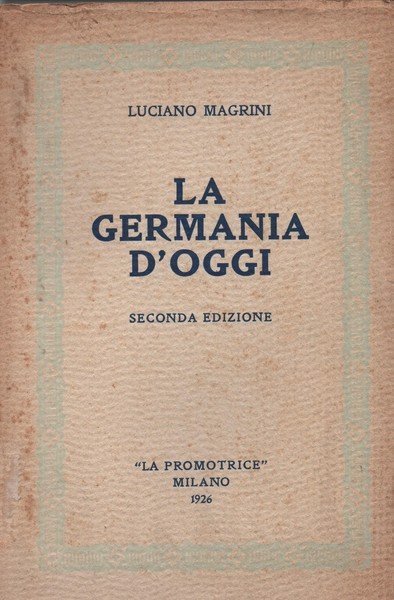 LUCIANO MAGRINI
LA
GERMANIA
D'OGGI
SECONDA EDIZIONE
"LA PROMOTRICE"
MILANO
1926